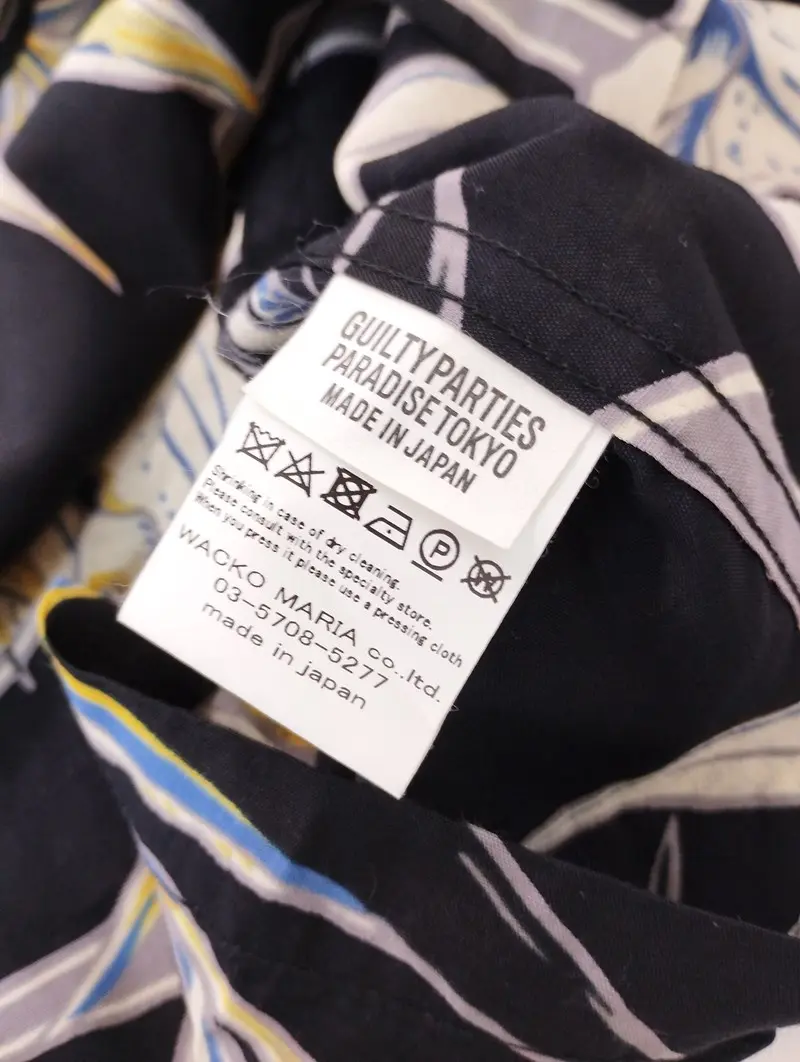 GUILTY PARTIES
PARADISE TOKYO
MADE IN JAPAN
P
W
Shrinking in case of dry cleaning.
Please consult with the specialty store.
When you press it please use a pressing cloth
WACKO MARIA co.,ltd.
03-5708-5277
made in japan